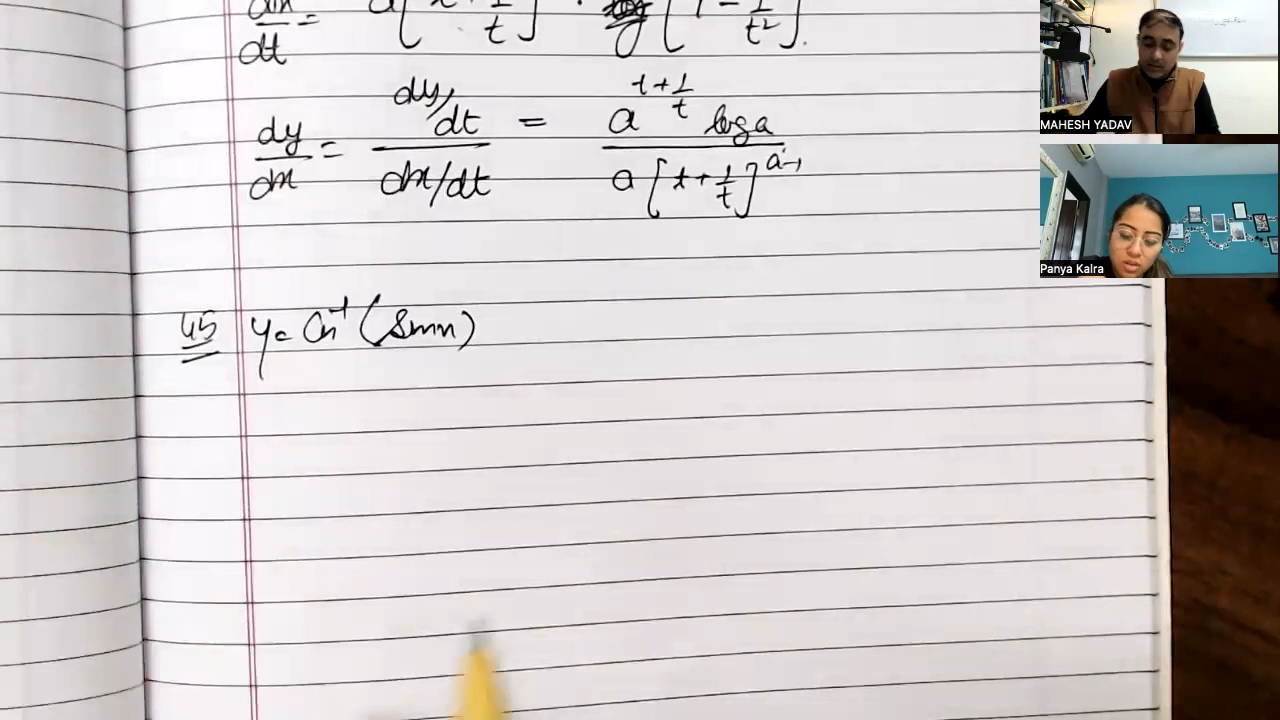 dx/dt = a[t + 1/t] · [1 - 1/t²].
dy/dx = dy/dt / dx/dt = a^(t+1/t) log a / a[t + 1/t]^(a-1)
45 y = Cos⁻¹ (Sinx)
MAHESH YADAV
Panya Kalra